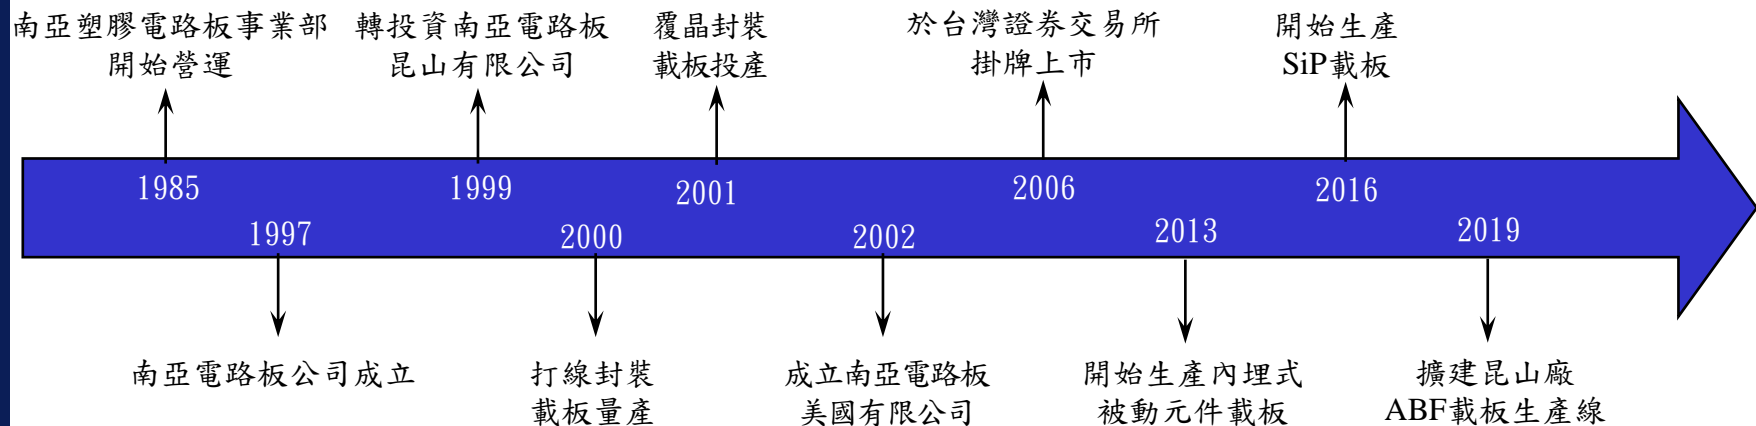 南亞塑膠電路板事業部
開始營運
轉投資南亞電路板
昆山有限公司
覆晶封裝
載板投產
於台灣證券交易所
掛牌上市
開始生產
SiP載板
1985
1999
2001
2006
2016
1997
2000
2002
2013
2019
南亞電路板公司成立
打線封裝
載板量產
成立南亞電路板
美國有限公司
開始生產內埋式
被動元件載板
擴建昆山廠
ABF載板生產線